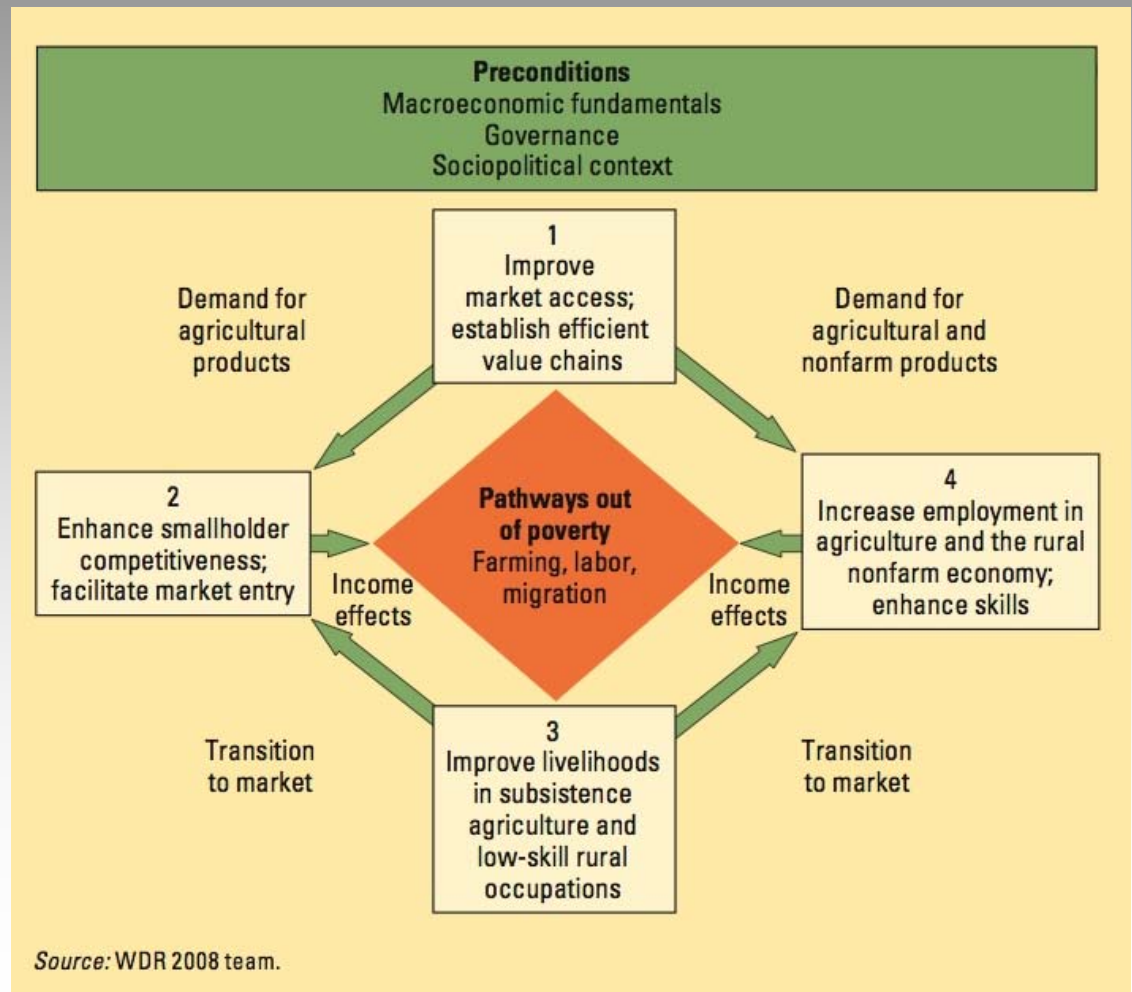 Preconditions
Macroeconomic fundamentals
Governance
Sociopolitical context
1
Improve
market access;
establish efficient
value chains
Demand for
agricultural
products
Demand for
agricultural and
nonfarm products
2
Enhance smallholder
competitiveness;
facilitate market entry
Pathways out
of poverty
Farming, labor,
migration
4
Increase employment in
agriculture and the rural
nonfarm economy;
enhance skills
Income
effects
Income
effects
Transition
to market
3
Improve livelihoods
in subsistence
agriculture and
low-skill rural
occupations
Transition
to market
Source: WDR 2008 team.